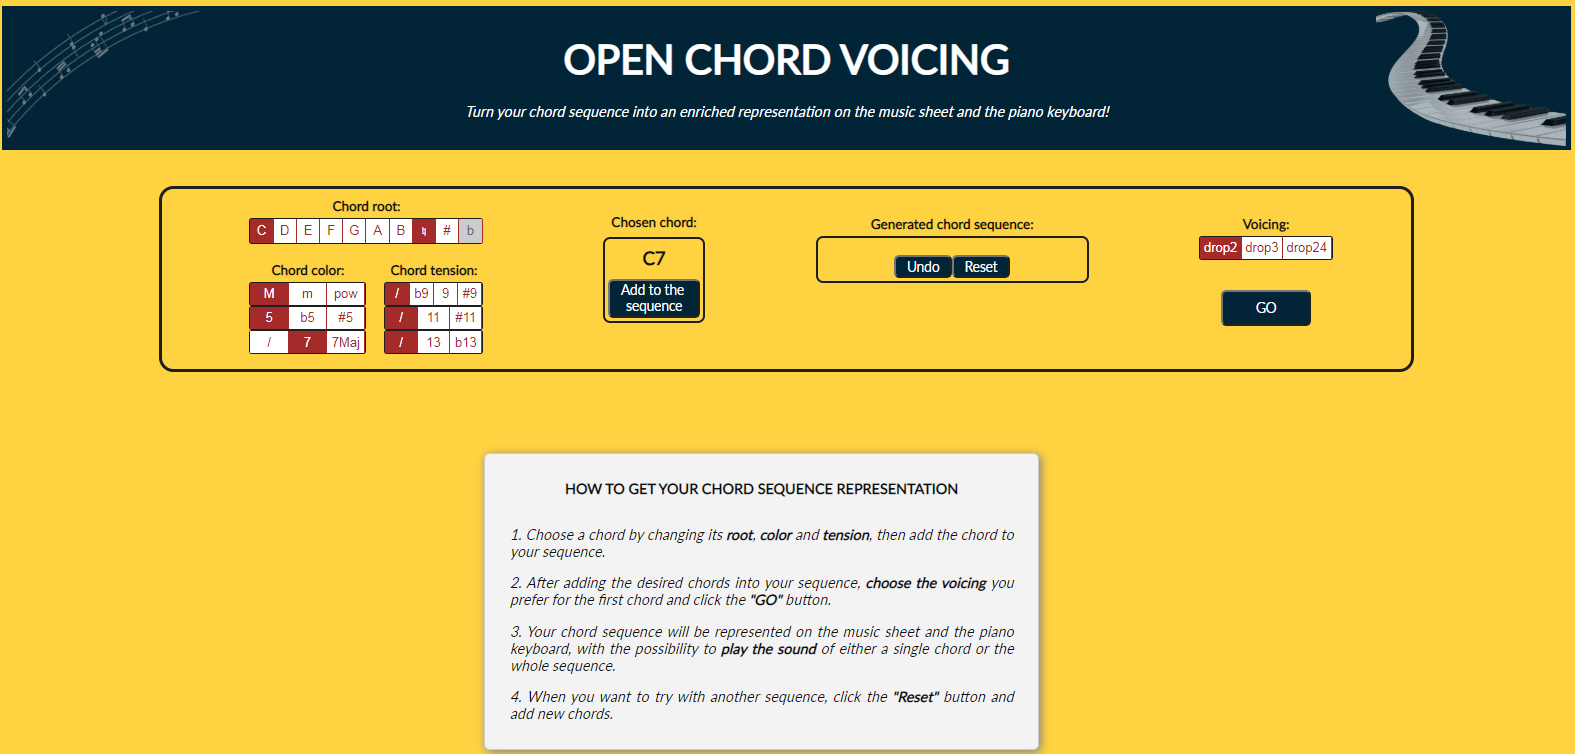 OPEN CHORD VOICING
Turn your chord sequence into an enriched representation on the music sheet and the piano keyboard!
Chord root:
C D E F G A B ♮ # b
Chord color:
M m pow
5 b5 #5
/ 7 7Maj
Chord tension:
/ b9 9 #9
/ 11 #11
/ 13 b13
Chosen chord:
C7
Add to the
sequence
Generated chord sequence:
Undo Reset
Voicing:
drop2 drop3 drop24
GO
HOW TO GET YOUR CHORD SEQUENCE REPRESENTATION
1. Choose a chord by changing its root, color and tension, then add the chord to
your sequence.
2. After adding the desired chords into your sequence, choose the voicing you
prefer for the first chord and click the "GO" button.
3. Your chord sequence will be represented on the music sheet and the piano
keyboard, with the possibility to play the sound of either a single chord or the
whole sequence.
4. When you want to try with another sequence, click the "Reset" button and
add new chords.